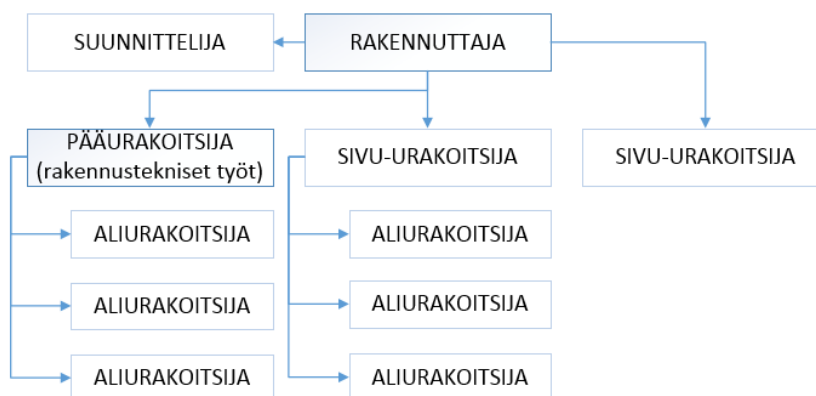 SUUNNITTELIJA
RAKENNUTTAJA
PÄÄURAKOITSIJA
(rakennustekniset työt)
SIVU-URAKOITSIJA
SIVU-URAKOITSIJA
ALIURAKOITSIJA
ALIURAKOITSIJA
ALIURAKOITSIJA
ALIURAKOITSIJA
ALIURAKOITSIJA
ALIURAKOITSIJA